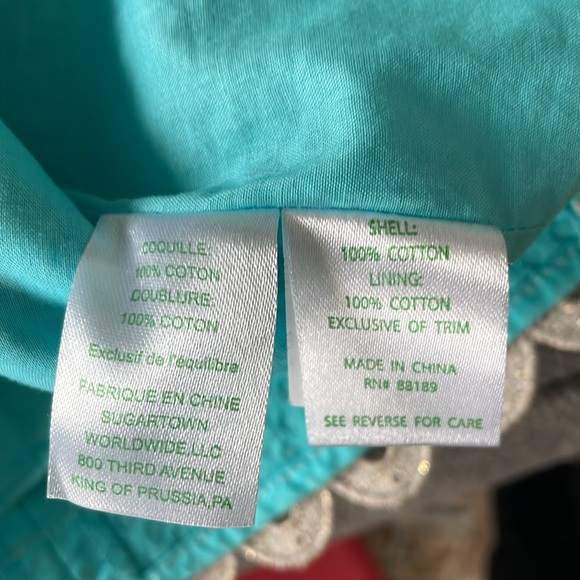 COQUILLE:
100% COTON
DOUBLURE:
100% COTON
Exclusif de l'equilibre
FABRIQUE EN CHINE
SUGARTOWN
WORLDWIDE,LLC
800 THIRD AVENUE
KING OF PRUSSIA,PA
SHELL:
100% COTTON
LINING:
100% COTTON
EXCLUSIVE OF TRIM
MADE IN CHINA
RN# 88189
SEE REVERSE FOR CARE